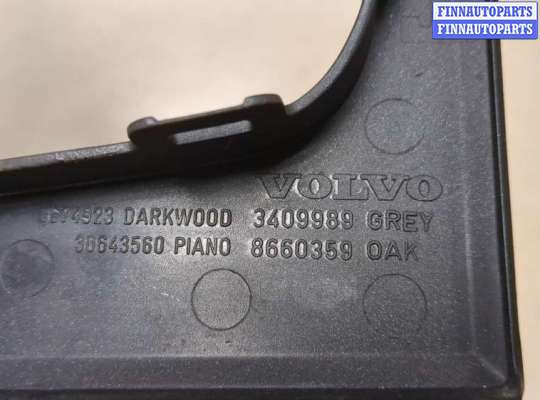 FINNAUTOPARTS
FINNAUTOPARTS
VOLVO
DARKWOOD 3409989 GREY
30643560 PIANO 8660359 OAK